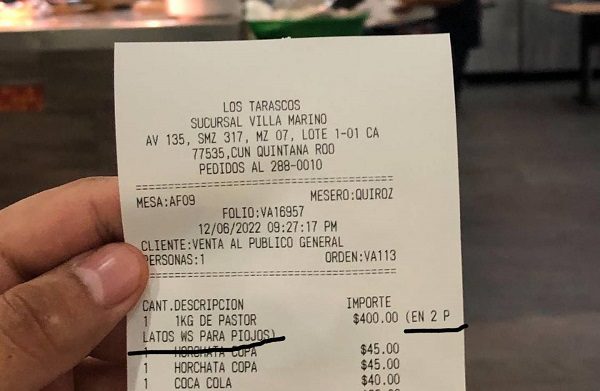 LOS TARASCOS
SUCURSAL VILLA MARINO
AV 135, SMZ 317, MZ 07, LOTE 1-01 CA
77535,CUN QUINTANA ROO
PEDIDOS AL 288-0010
MESA:AF09 MESERO:QUIROZ
FOLIO:VA16957
12/06/2022 09:27:17 PM
CLIENTE:VENTA AL PUBLICO GENERAL
PERSONAS:1 ORDEN:VA113
CANT.DESCRIPCION IMPORTE
1 1KG DE PASTOR $400.00 (EN 2 P
LATOS WS PARA PIOJOS)
1 HORCHATA COPA $45.00
1 HORCHATA COPA $45.00
1 COCA COLA $40.00